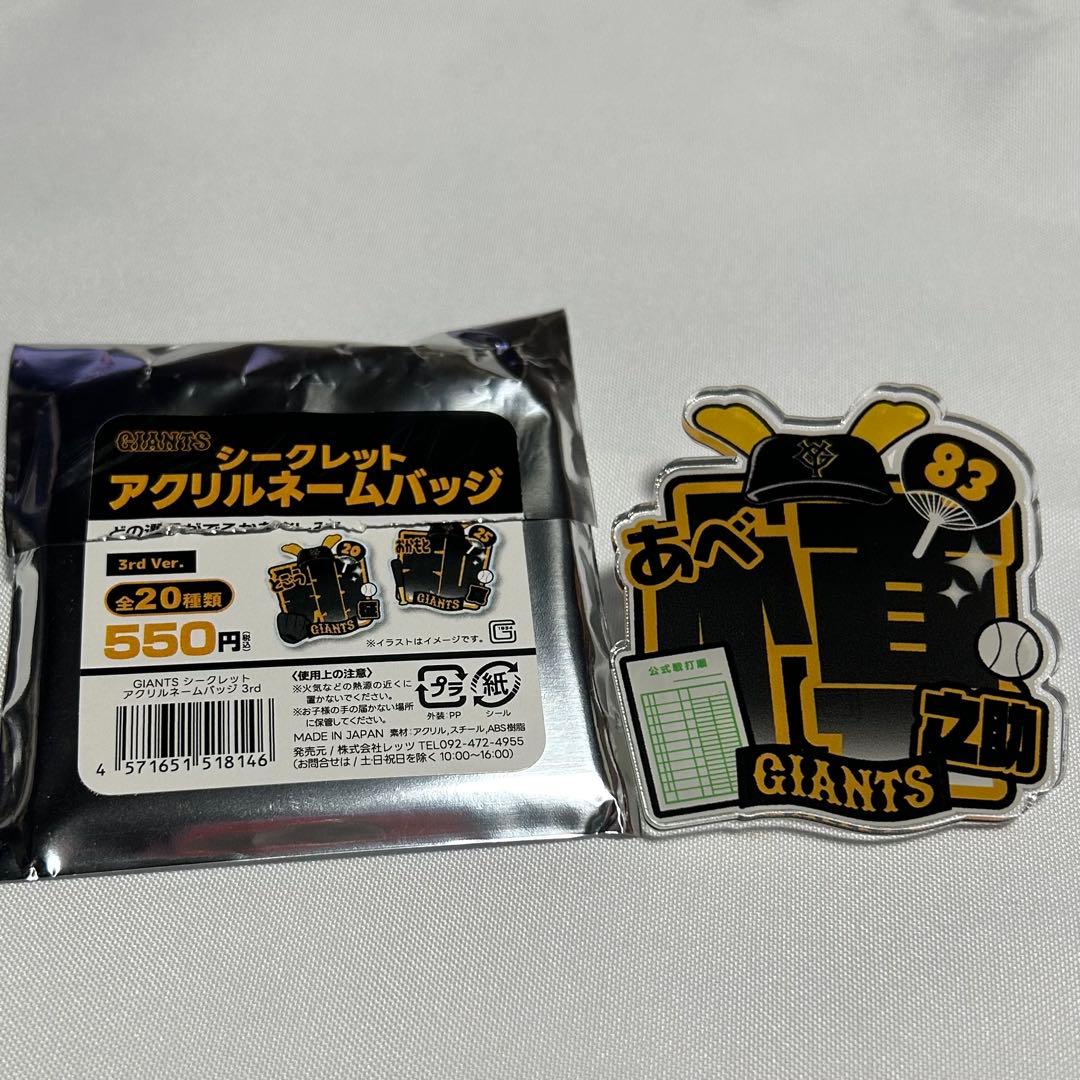 GIANTS
シークレット
アクリルネームバッジ
3rd Ver.
全20種類
550円(税込)
20
25
おかもと
GIANTS
GIANTS
※イラストはイメージです。
1934
GIANTS シークレット
アクリルネームバッジ 3rd
4 571651 518146
〈使用上の注意〉
※火気などの熱源の近くに
置かないでください。
※お子様の手の届かない場所
に保管してください。
プラ
外装:PP
紙
シール
MADE IN JAPAN 素材:アクリル,スチール,ABS樹脂
発売元 / 株式会社レッツ TEL092-472-4955
(お問合せは / 土日祝日を除く 10:00〜16:00)
83
あべ
公式戦打順
之助
GIANTS